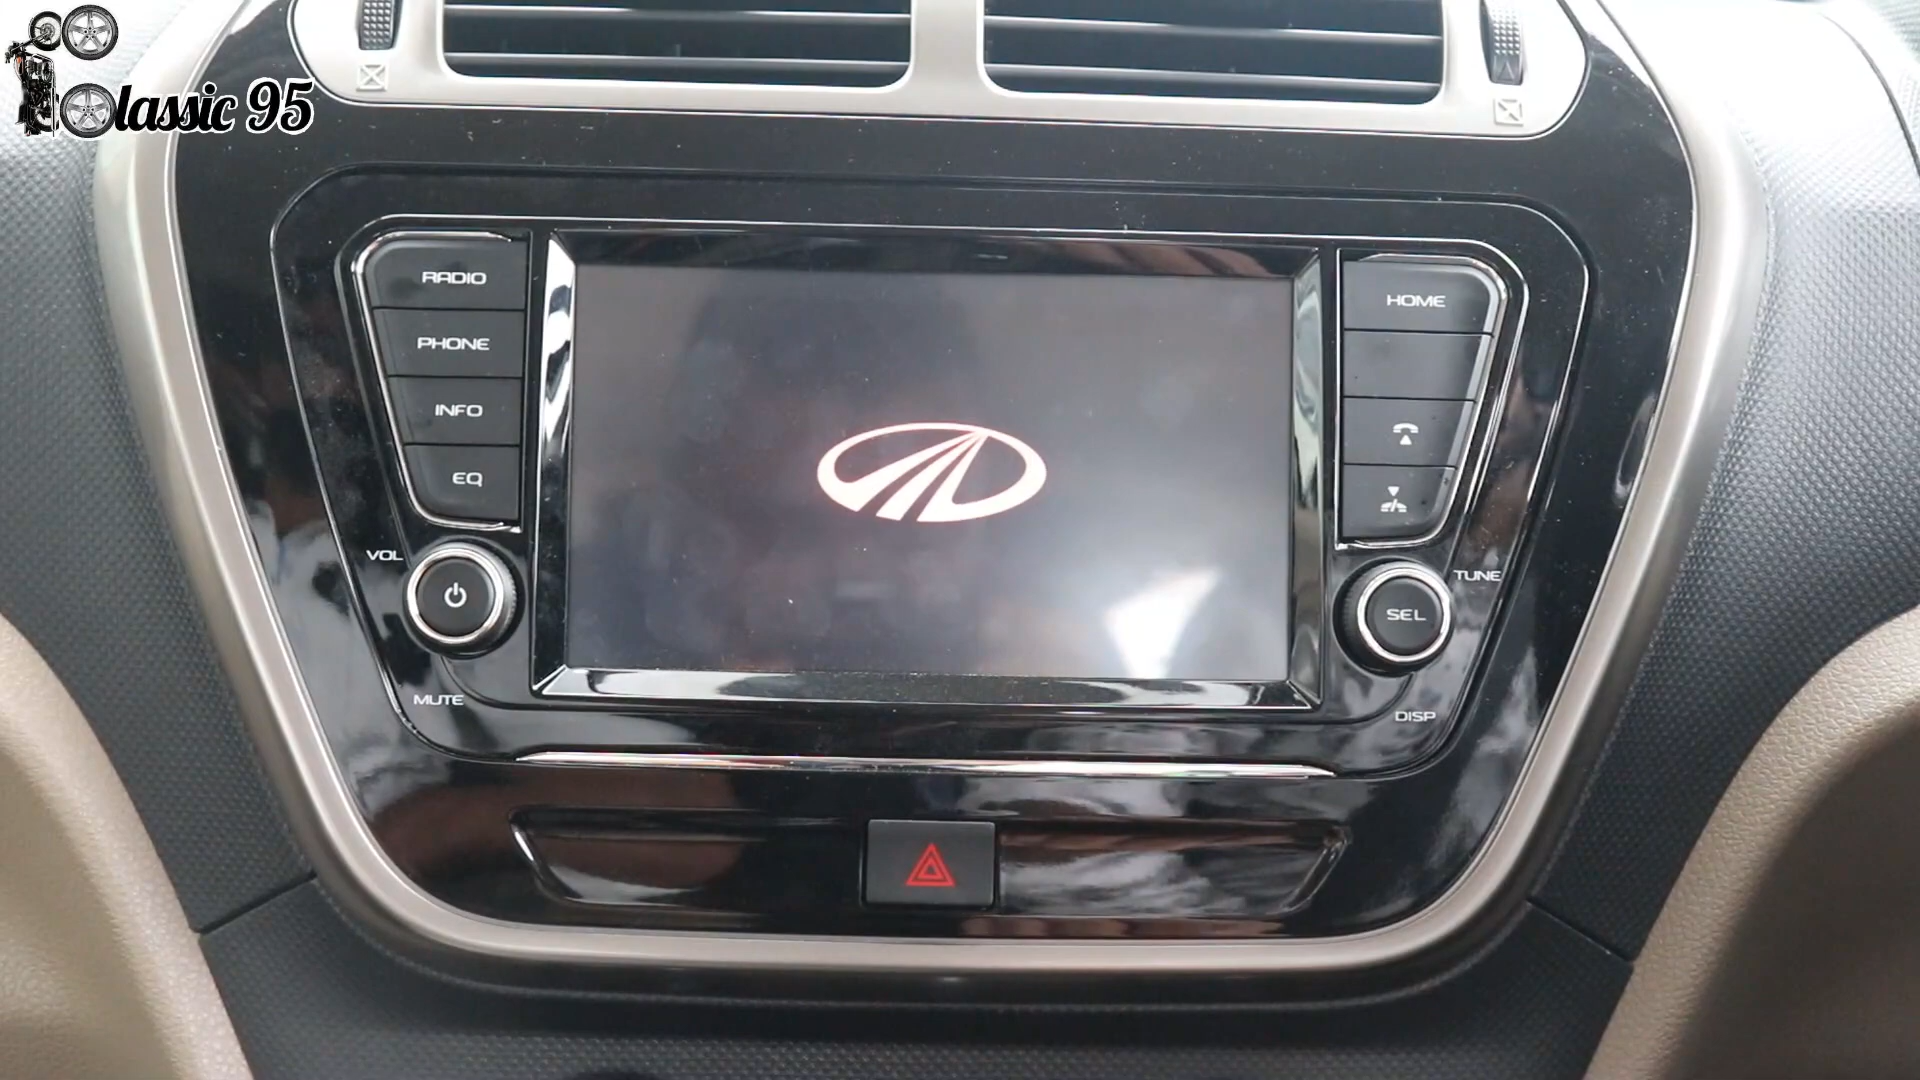 Classic 95
RADIO
PHONE
INFO
EQ
VOL
MUTE
HOME
TUNE
SEL
DISP